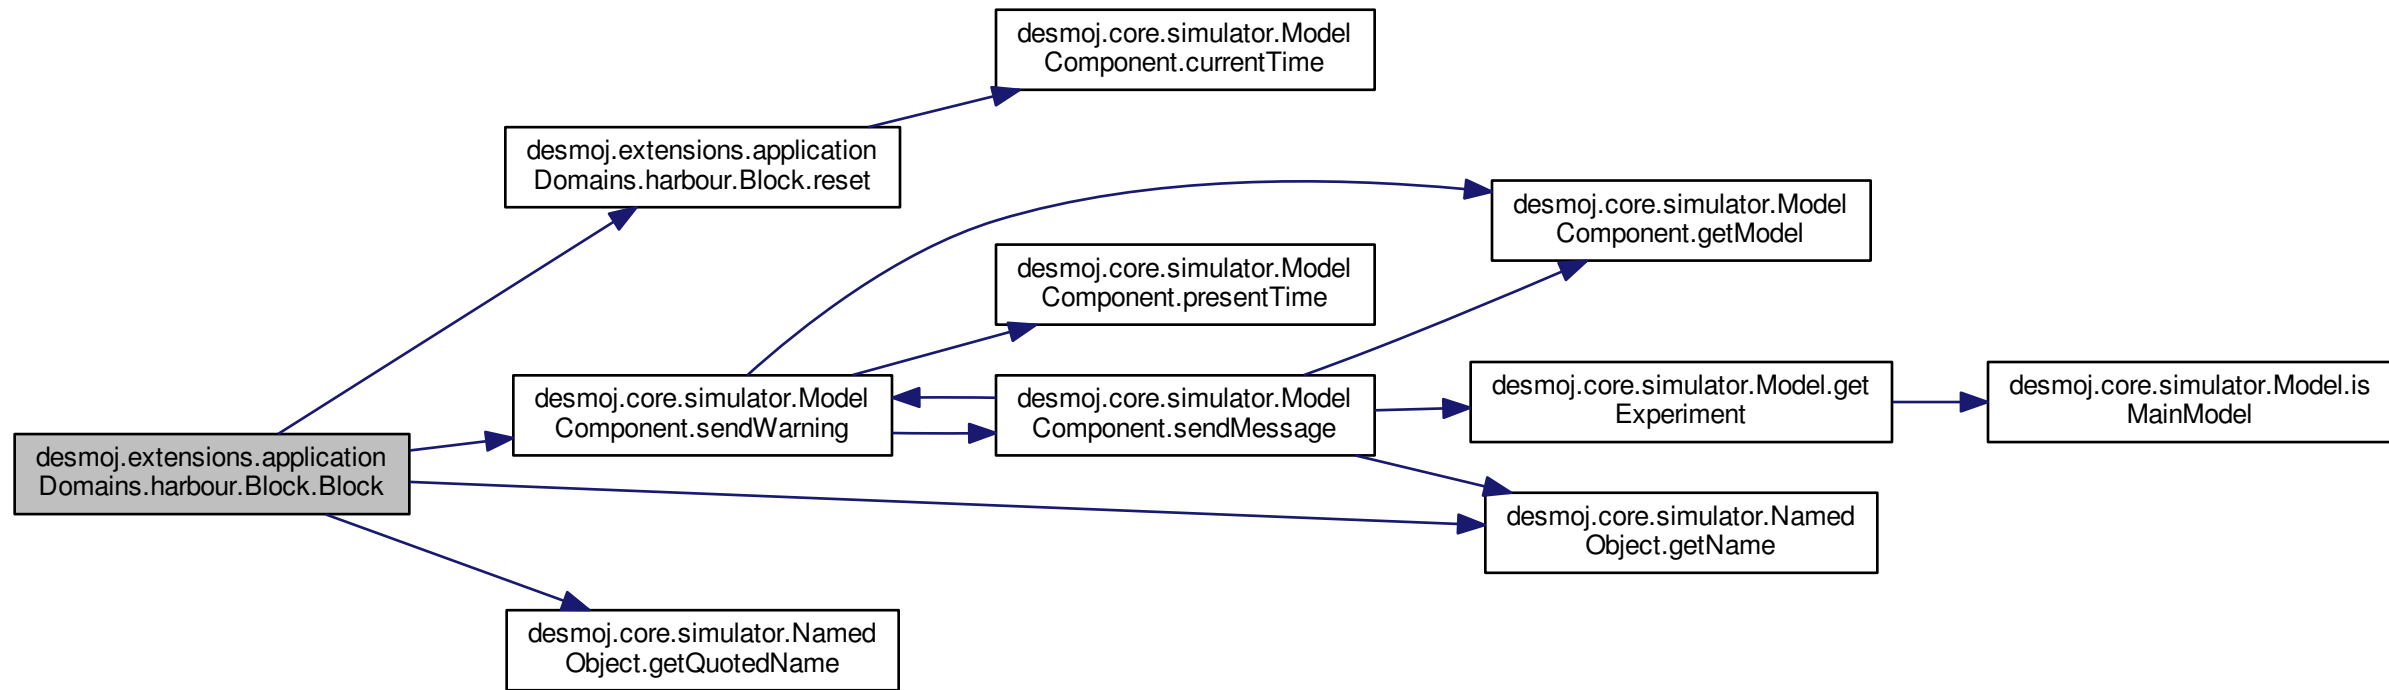 desmoj.core.simulator.Model
Component.currentTime
desmoj.extensions.application
Domains.harbour.Block.reset
desmoj.core.simulator.Model
Component.getModel
desmoj.core.simulator.Model
Component.presentTime
desmoj.core.simulator.Model
Component.sendWarning
desmoj.core.simulator.Model
Component.sendMessage
desmoj.core.simulator.Model.get
Experiment
desmoj.core.simulator.Model.is
MainModel
desmoj.extensions.application
Domains.harbour.Block.Block
desmoj.core.simulator.Named
Object.getName
desmoj.core.simulator.Named
Object.getQuotedName